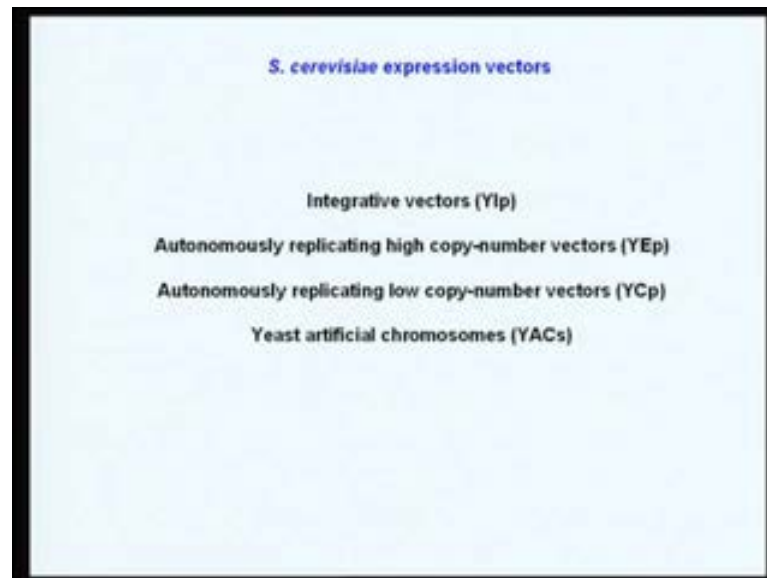 S. cerevisiae expression vectors
Integrative vectors (YIp)
Autonomously replicating high copy-number vectors (YEp)
Autonomously replicating low copy-number vectors (YCp)
Yeast artificial chromosomes (YACs)